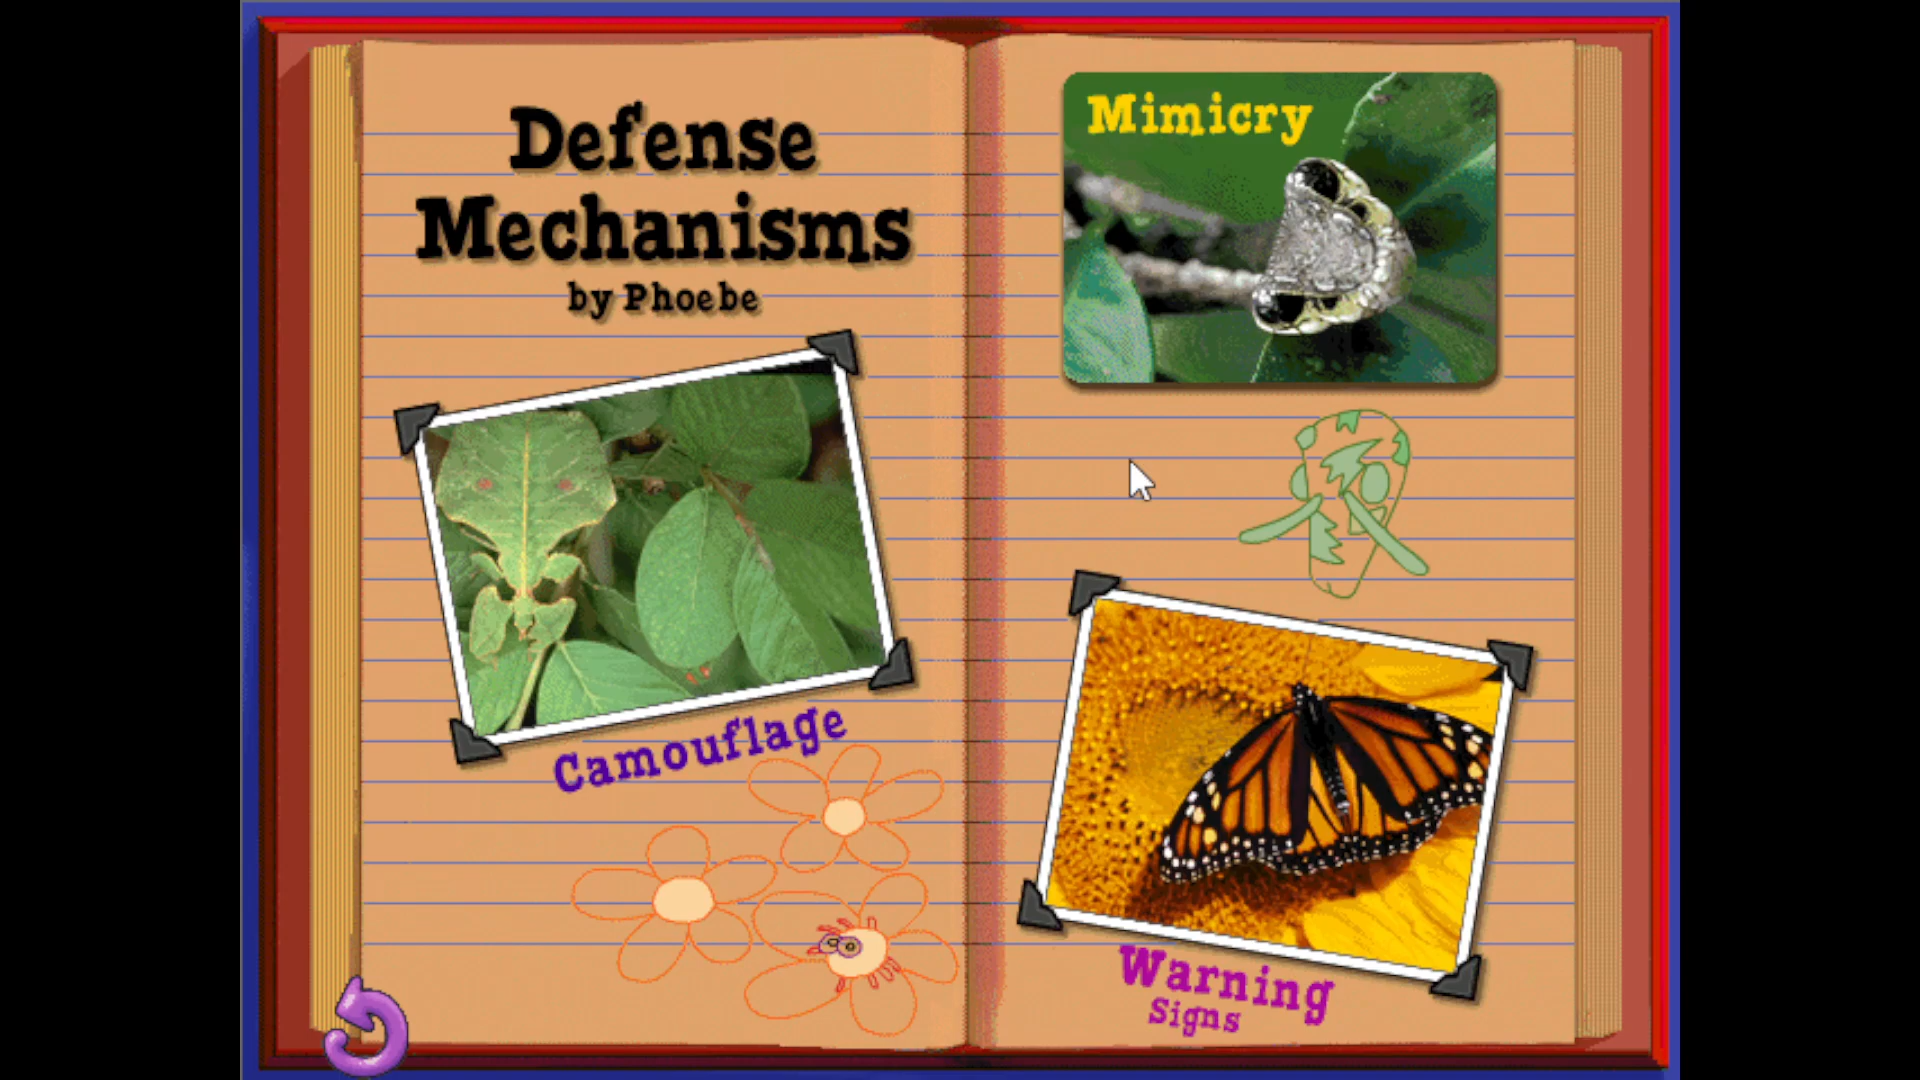 Defense
Mechanisms
by Phoebe
Camouflage
Mimicry
Warning
Signs